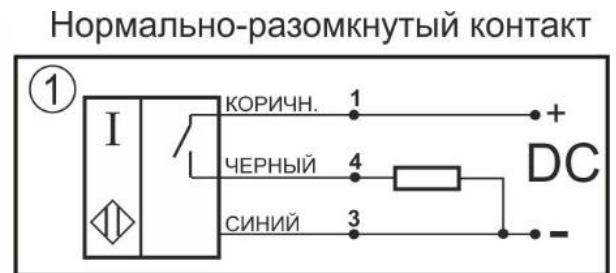 Нормально-разомкнутый контакт
1
I
КОРИЧН. 1 +
ЧЕРНЫЙ 4 DC
СИНИЙ 3 -